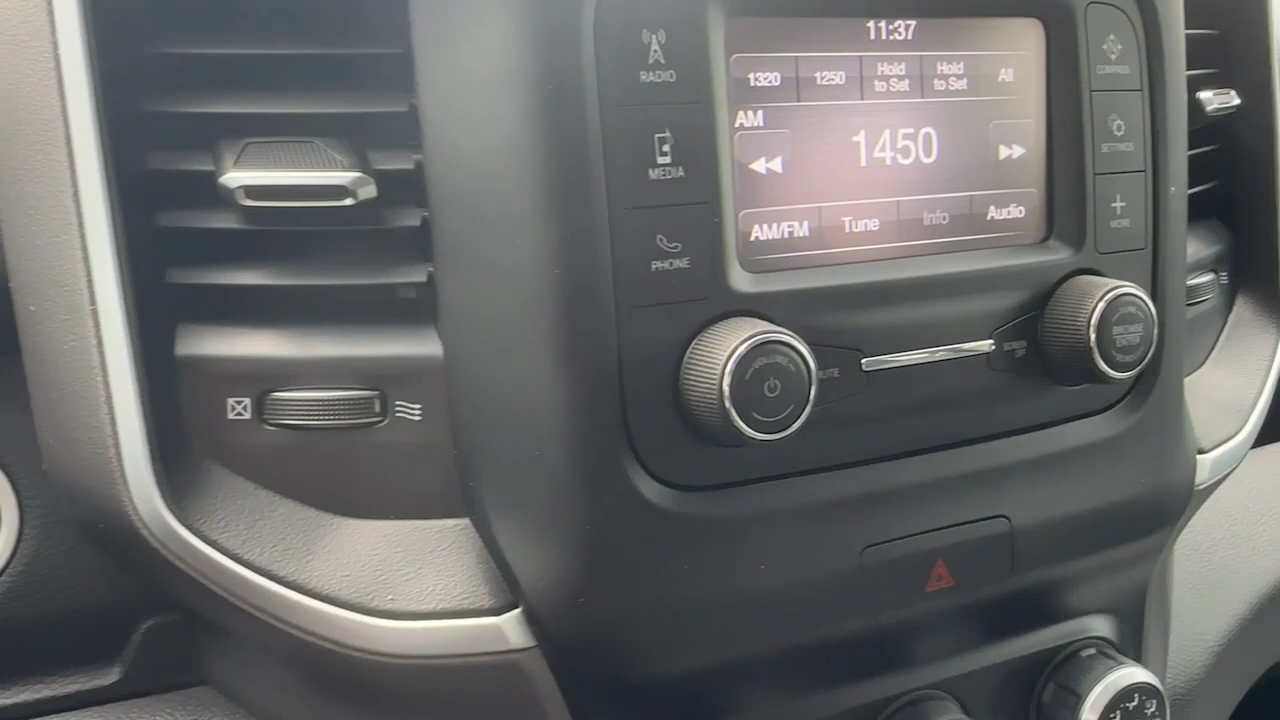 11:37
RADIO
1320
1250
Hold
to Set
Hold
to Set
All
COMPASS
AM
1450
MEDIA
SETTINGS
AM/FM
Tune
Info
Audio
MORE
PHONE
VOLUME
MUTE
SCREEN
OFF
BROWSE
ENTER